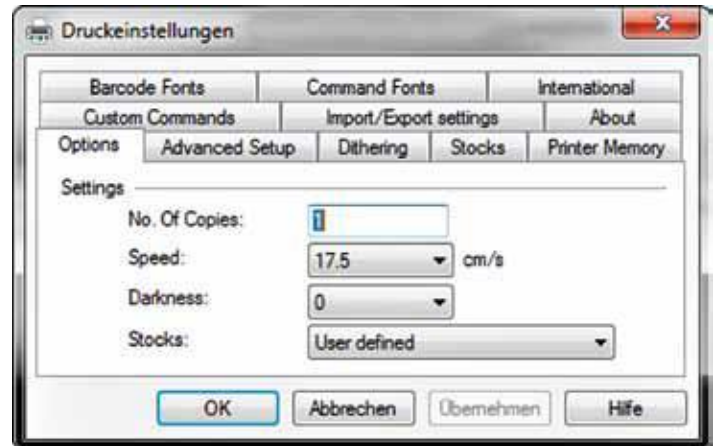 Druckeinstellungen
Barcode Fonts Command Fonts International
Custom Commands Import/Export settings About
Options Advanced Setup Dithering Stocks Printer Memory
Settings
No. Of Copies: 1
Speed: 17.5 cm/s
Darkness: 0
Stocks: User defined
OK Abbrechen Übernehmen Hilfe